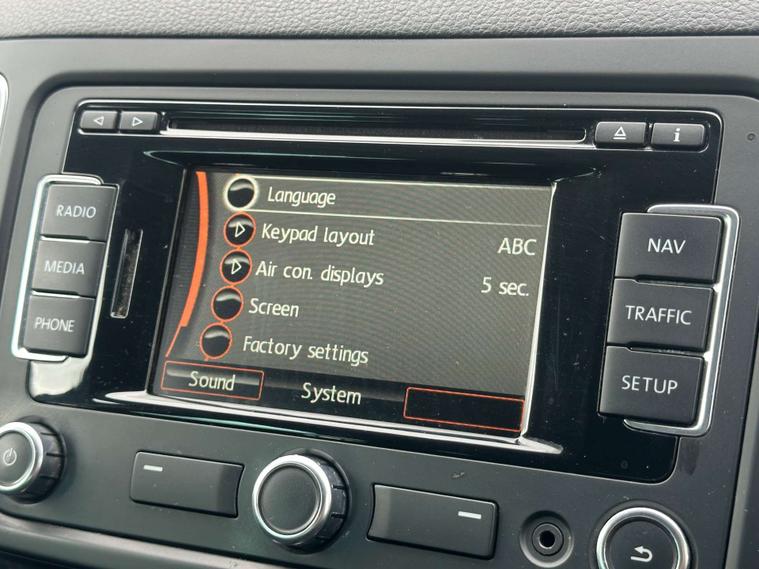 i
RADIO
MEDIA
PHONE
Language
Keypad layout ABC
Air con. displays 5 sec.
Screen
Factory settings
Sound System
NAV
TRAFFIC
SETUP